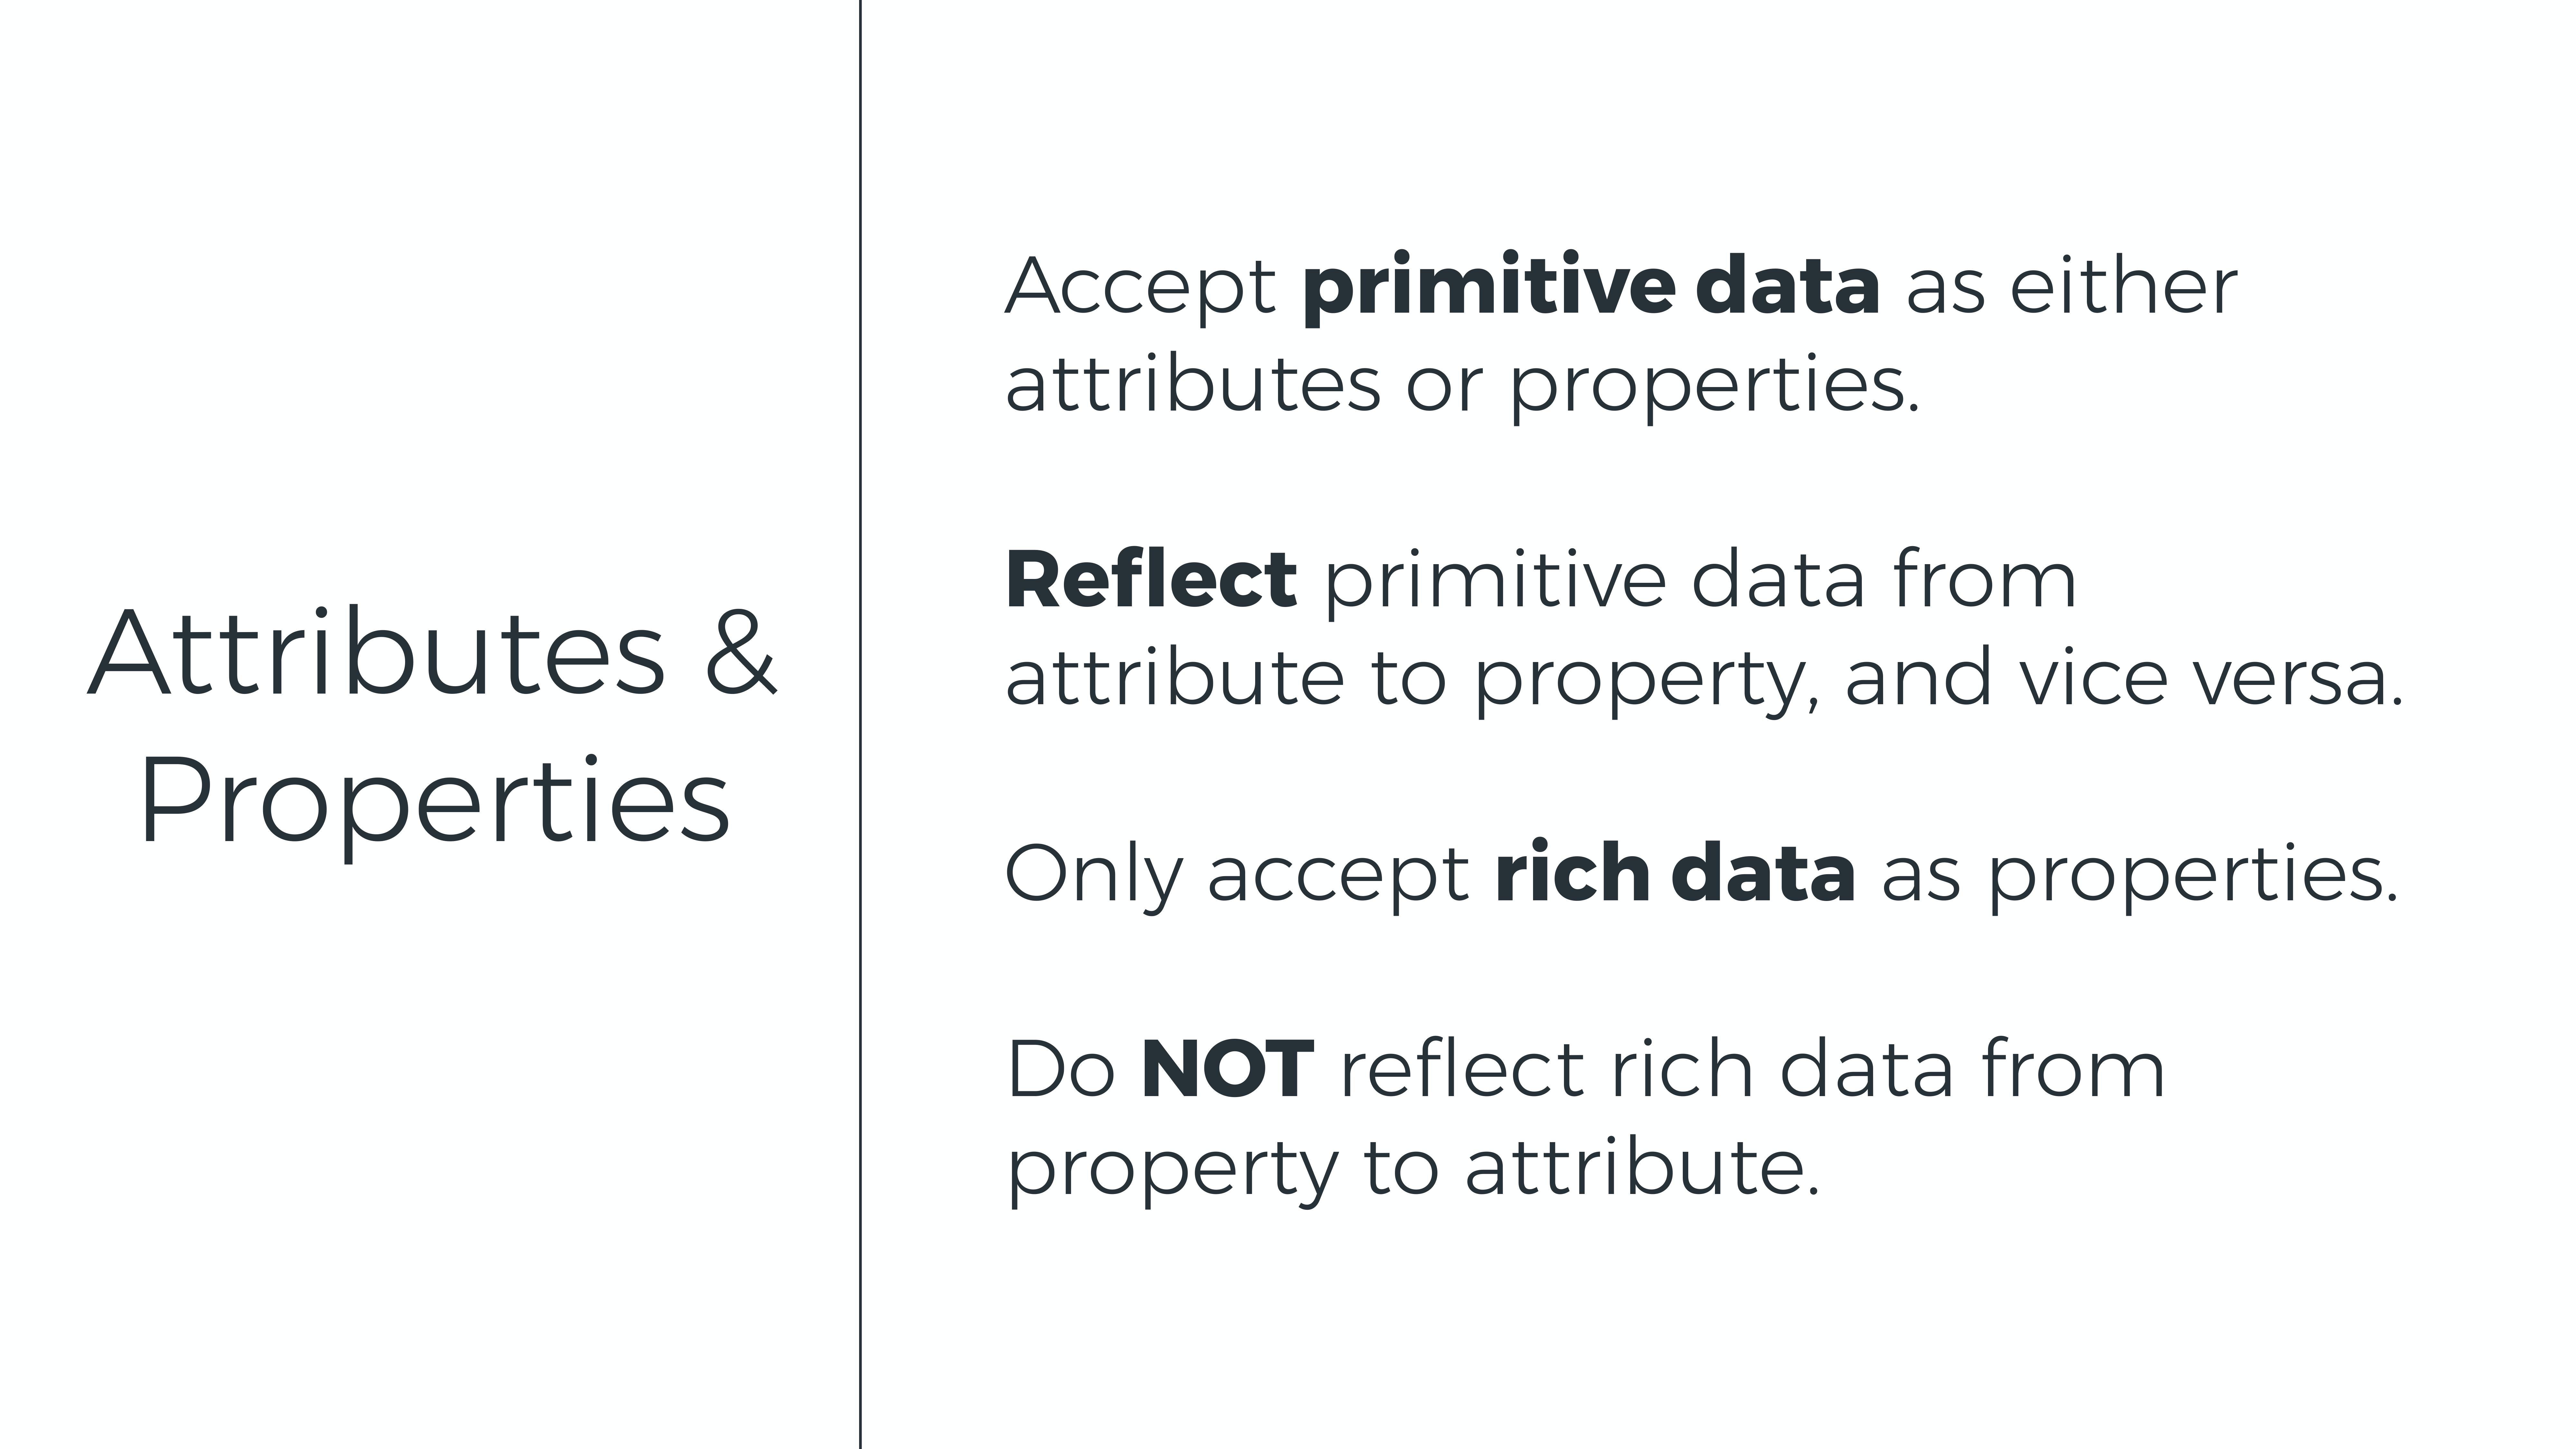 Attributes &
Properties
Accept primitive data as either
attributes or properties.
Reflect primitive data from
attribute to property, and vice versa.
Only accept rich data as properties.
Do NOT reflect rich data from
property to attribute.